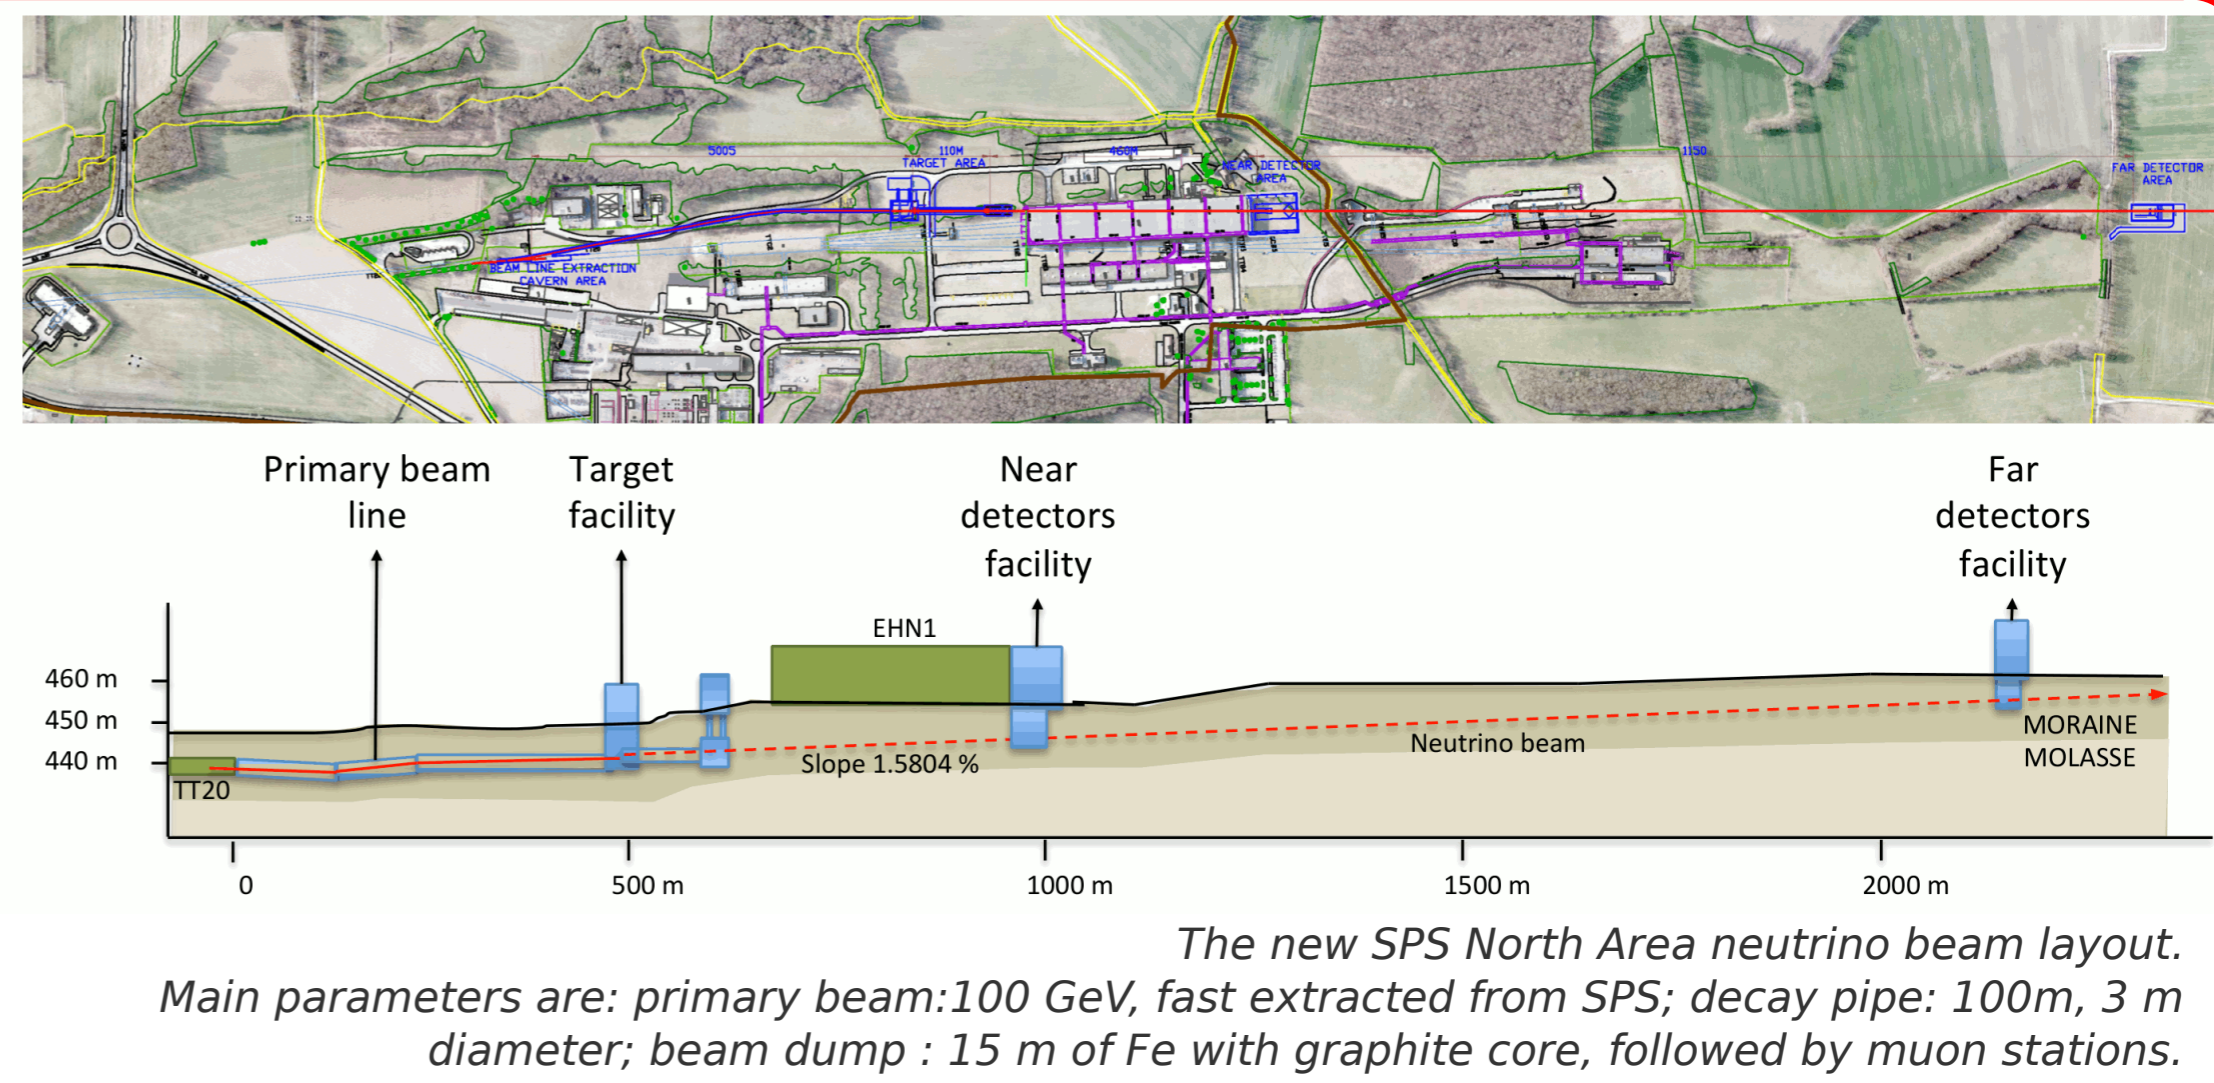 5005
110M
TARGET AREA
460M
NEAR DETECTOR
AREA
1150
FAR DETECTOR
AREA
BEAM LINE EXTRACTION
CAVERN AREA
Primary beam
line
Target
facility
Near
detectors
facility
Far
detectors
facility
EHN1
460 m
450 m
440 m
TT20
Slope 1.5804 %
Neutrino beam
MORAINE
MOLASSE
0
500 m
1000 m
1500 m
2000 m
The new SPS North Area neutrino beam layout.
Main parameters are: primary beam:100 GeV, fast extracted from SPS; decay pipe: 100m, 3 m
diameter; beam dump : 15 m of Fe with graphite core, followed by muon stations.